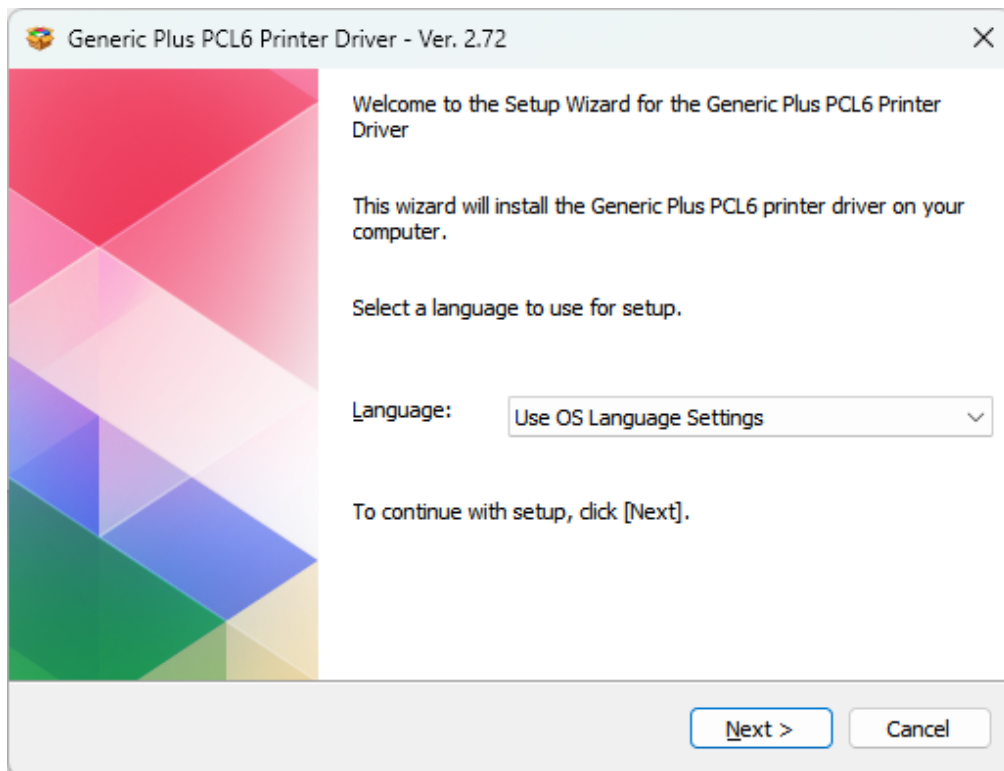 Generic Plus PCL6 Printer Driver - Ver. 2.72
Welcome to the Setup Wizard for the Generic Plus PCL6 Printer
Driver
This wizard will install the Generic Plus PCL6 printer driver on your
computer.
Select a language to use for setup.
Language:
Use OS Language Settings
To continue with setup, click [Next].
Next >
Cancel